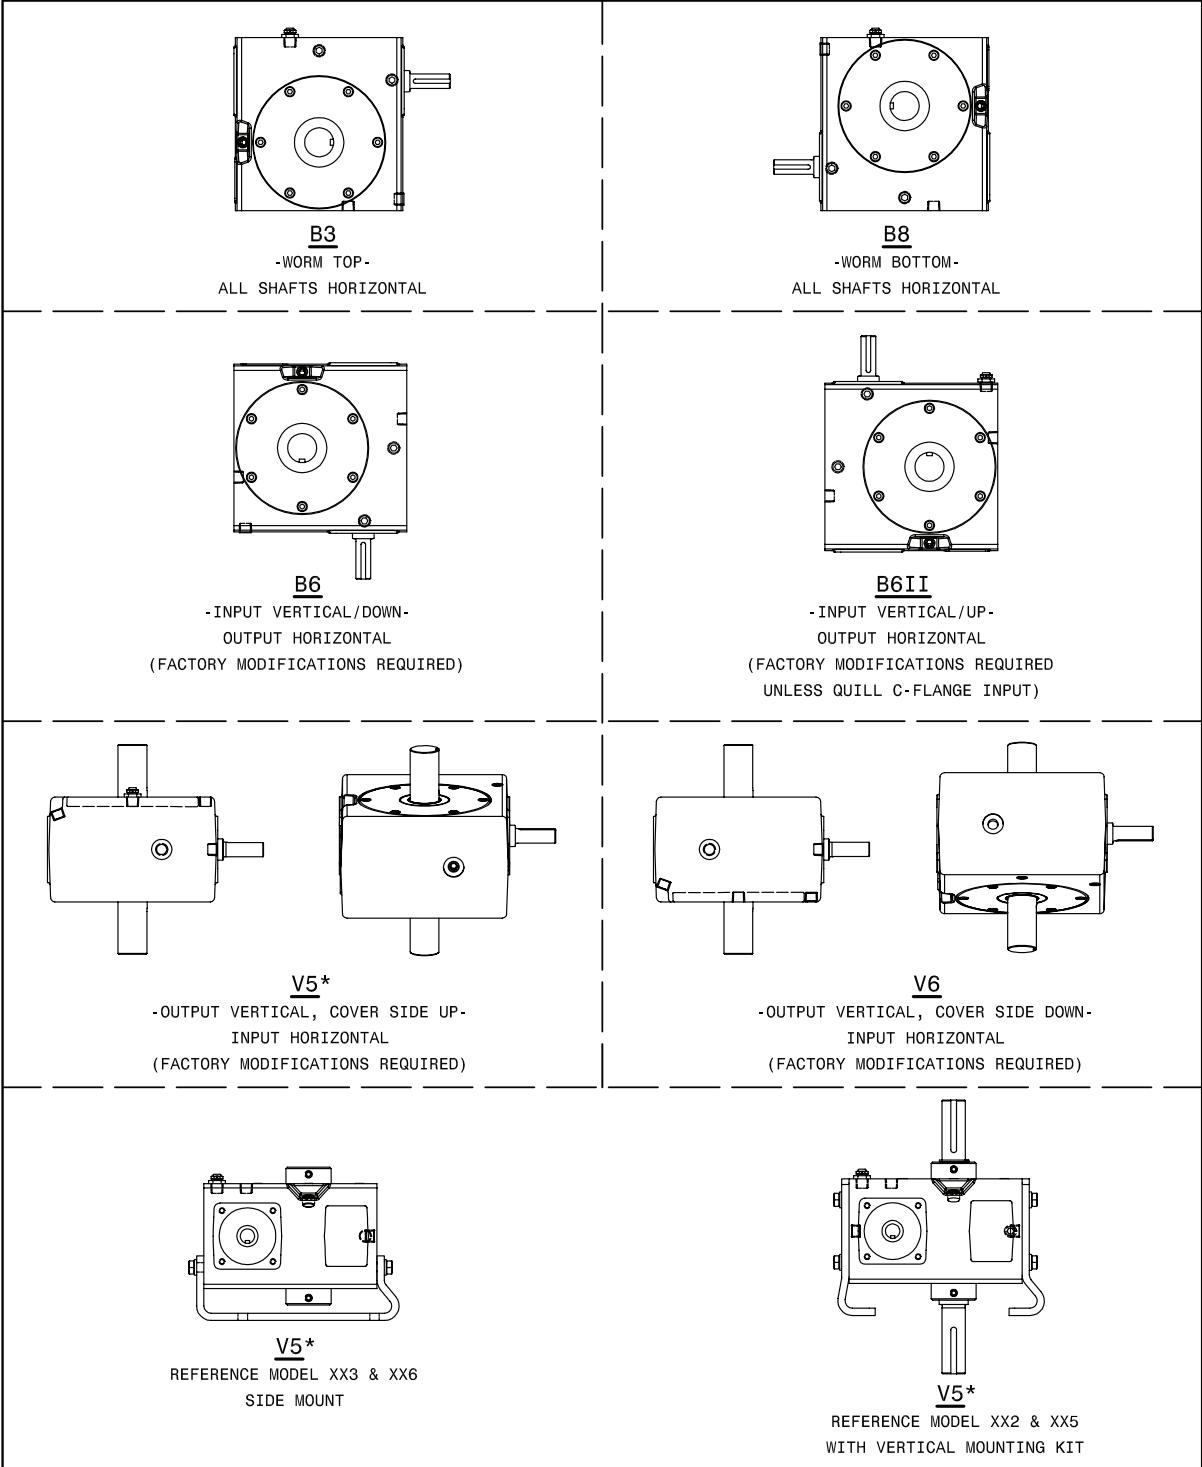 B3
-WORM TOP-
ALL SHAFTS HORIZONTAL
B8
-WORM BOTTOM-
ALL SHAFTS HORIZONTAL
B6
-INPUT VERTICAL/DOWN-
OUTPUT HORIZONTAL
(FACTORY MODIFICATIONS REQUIRED)
B6II
-INPUT VERTICAL/UP-
OUTPUT HORIZONTAL
(FACTORY MODIFICATIONS REQUIRED
UNLESS QUILL C-FLANGE INPUT)
V5*
-OUTPUT VERTICAL, COVER SIDE UP-
INPUT HORIZONTAL
(FACTORY MODIFICATIONS REQUIRED)
V6
-OUTPUT VERTICAL, COVER SIDE DOWN-
INPUT HORIZONTAL
(FACTORY MODIFICATIONS REQUIRED)
V5*
REFERENCE MODEL XX3 & XX6
SIDE MOUNT
V5*
REFERENCE MODEL XX2 & XX5
WITH VERTICAL MOUNTING KIT